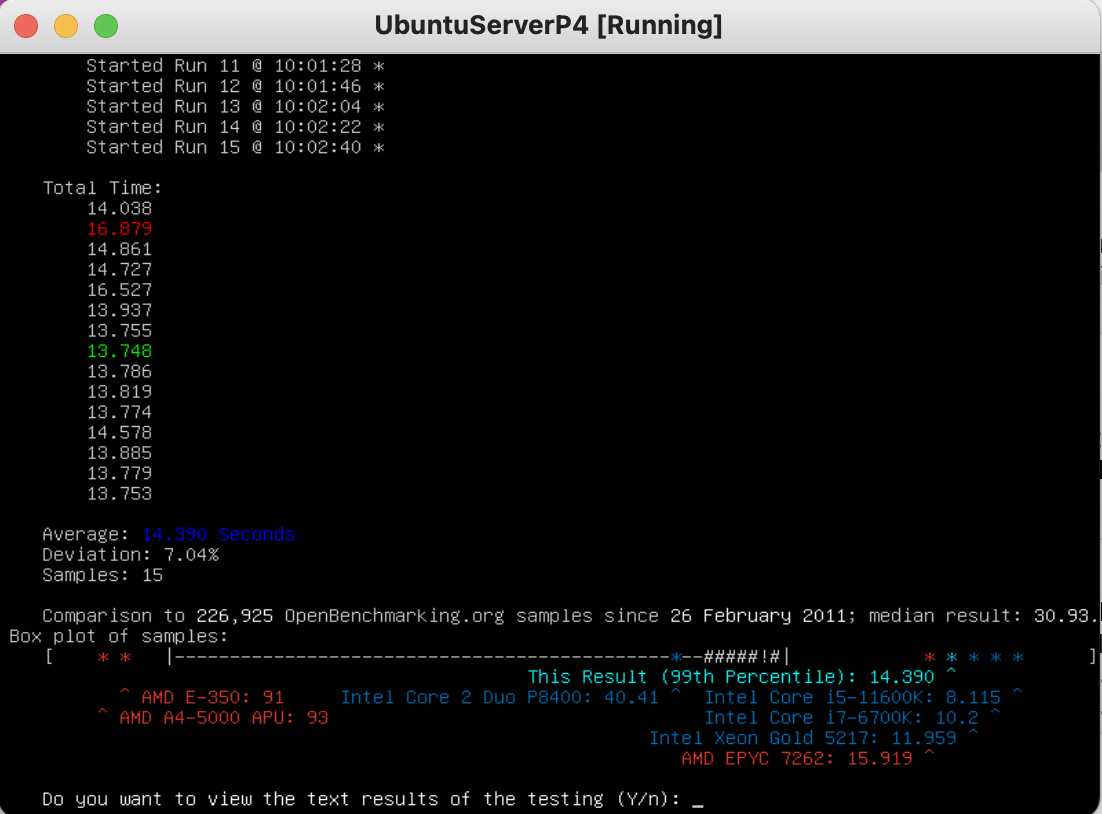 UbuntuServerP4 [Running]
Started Run 11 @ 10:01:28 *
Started Run 12 @ 10:01:46 *
Started Run 13 @ 10:02:04 *
Started Run 14 @ 10:02:22 *
Started Run 15 @ 10:02:40 *
Total Time:
14.038
16.879
14.861
14.727
16.527
13.937
13.755
13.748
13.786
13.819
13.774
14.578
13.885
13.779
13.753
Average: 14.390 Seconds
Deviation: 7.04%
Samples: 15
Comparison to 226,925 OpenBenchmarking.org samples since 26 February 2011; median result: 30.93.
Box plot of samples:
[    * *   |---------------------------------------------*--#####!#|            * * * * *      ]
This Result (99th Percentile): 14.390 ^
^ AMD E-350: 91     Intel Core 2 Duo P8400: 40.41 ^  Intel Core i5-11600K: 8.115 ^
^ AMD A4-5000 APU: 93                                  Intel Core i7-6700K: 10.2 ^
Intel Xeon Gold 5217: 11.959 ^
AMD EPYC 7262: 15.919 ^
Do you want to view the text results of the testing (Y/n): _